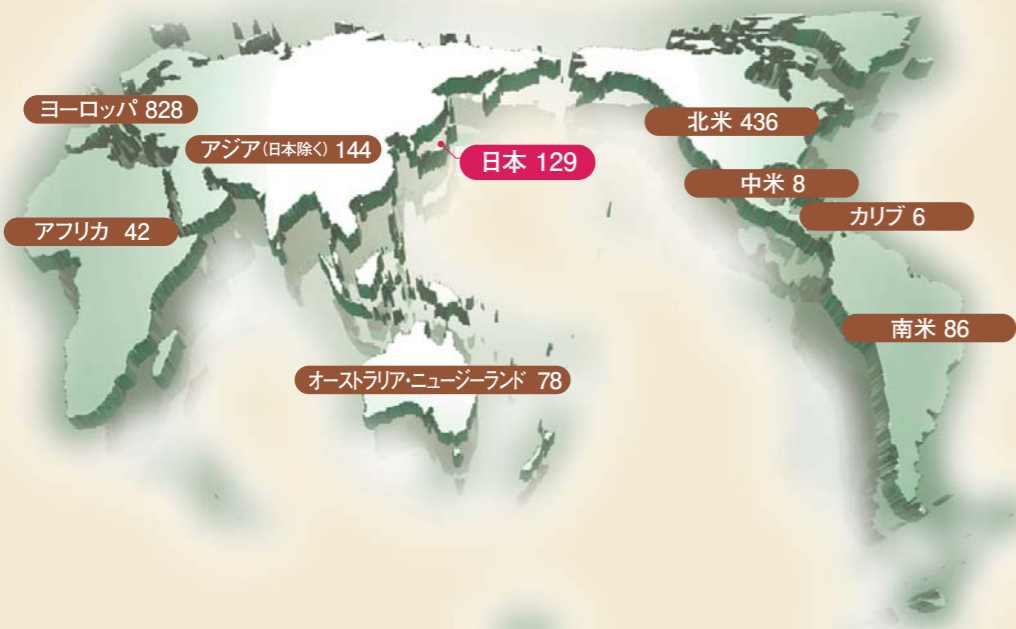 ヨーロッパ 828
アジア(日本除く) 144
日本 129
アフリカ 42
北米 436
中米 8
カリブ 6
南米 86
オーストラリア・ニュージーランド 78